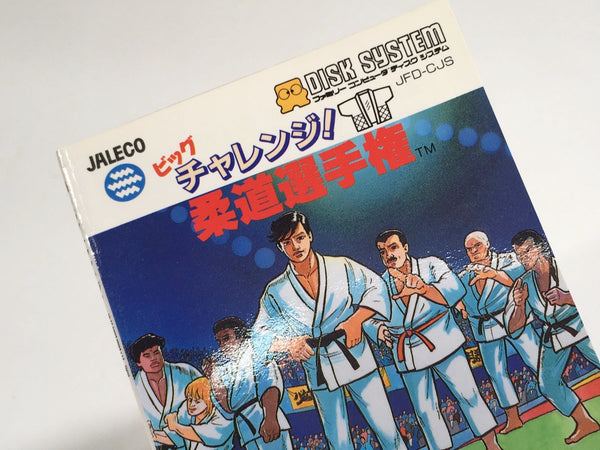 DISK SYSTEM
ファミリー コンピュータ ディスク システム
JFD-CJS
JALECO
ビッグ
チャレンジ!
柔道選手権 TM